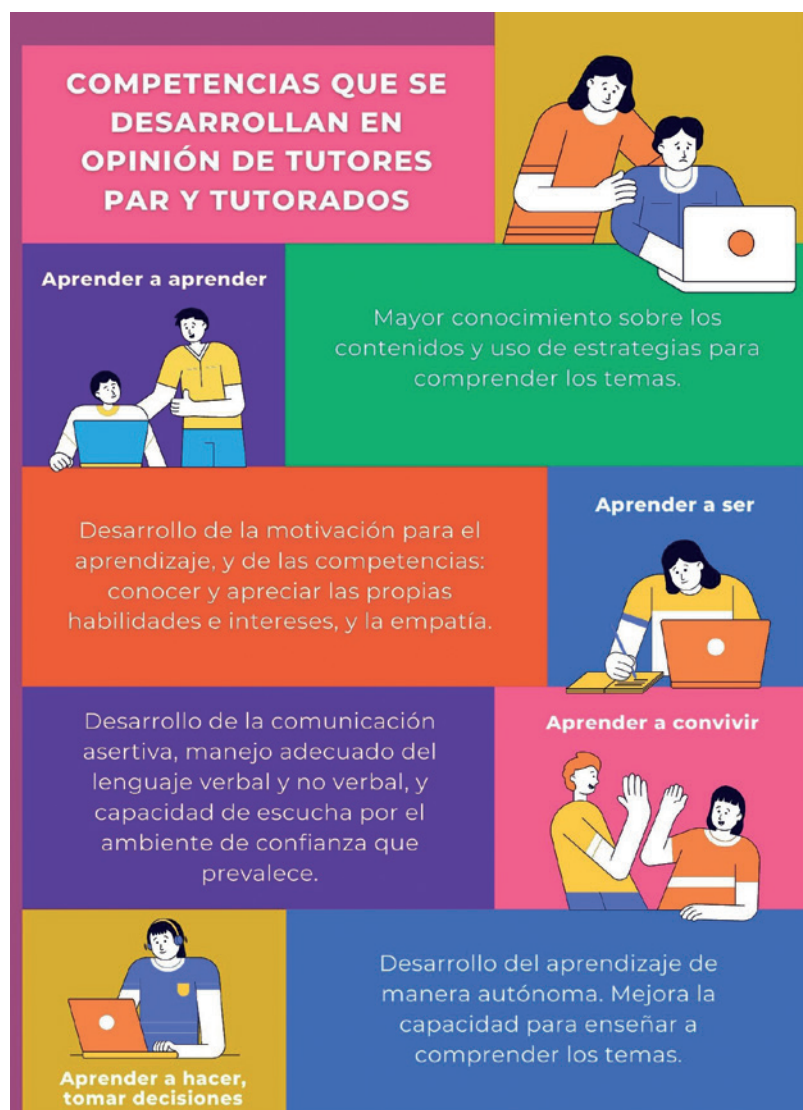 COMPETENCIAS QUE SE
DESARROLLAN EN
OPINIÓN DE TUTORES
PAR Y TUTORADOS
Aprender a aprender
Mayor conocimiento sobre los
contenidos y uso de estrategias para
comprender los temas.
Aprender a ser
Desarrollo de la motivación para el
aprendizaje, y de las competencias:
conocer y apreciar las propias
habilidades e intereses, y la empatía.
Aprender a convivir
Desarrollo de la comunicación
asertiva, manejo adecuado del
lenguaje verbal y no verbal, y
capacidad de escucha por el
ambiente de confianza que
prevalece.
Aprender a hacer,
tomar decisiones
Desarrollo del aprendizaje de
manera autónoma. Mejora la
capacidad para enseñar a
comprender los temas.